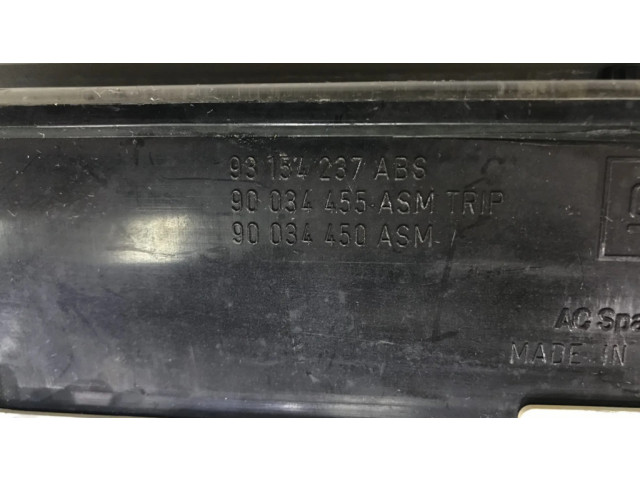 93 154 237 ABS
90 034 455 ASM TRIP
90 034 450 ASM /
AC Spa
MADE IN